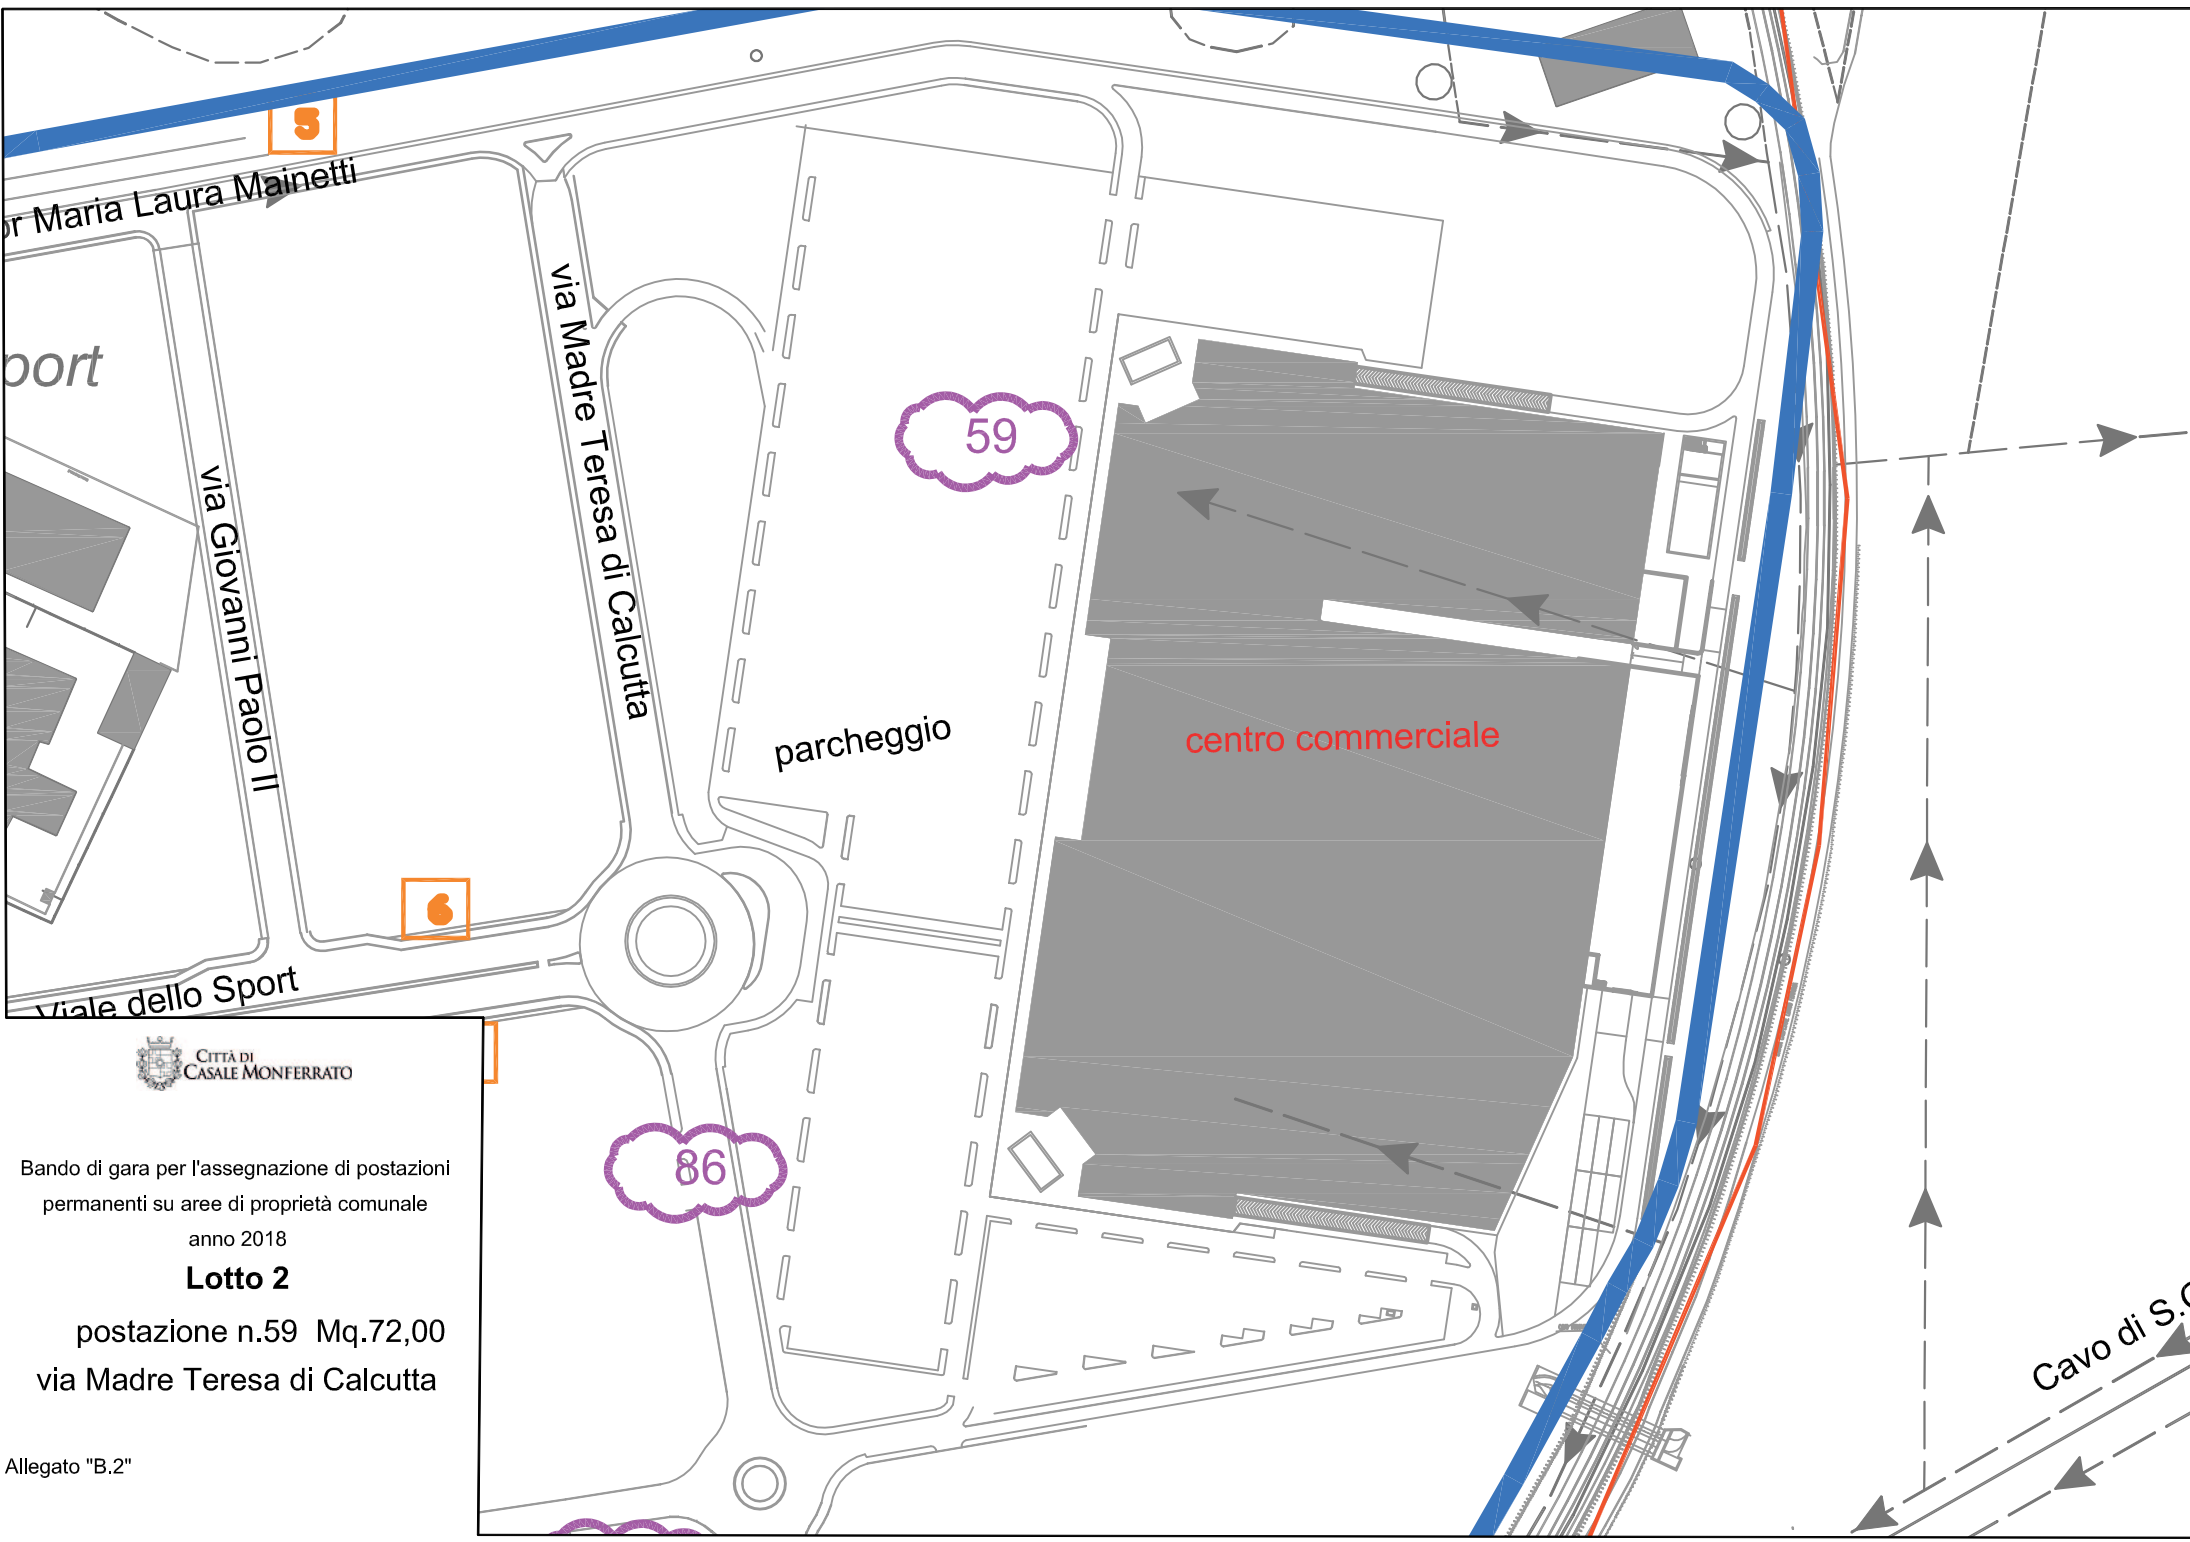 5
or Maria Laura Mainetti
port
via Giovanni Paolo II
via Madre Teresa di Calcutta
59
parcheggio
centro commerciale
6
Viale dello Sport
86
Cavo di S.
CITTÀ DI
CASALE MONFERRATO
Bando di gara per l'assegnazione di postazioni
permanenti su aree di proprietà comunale
anno 2018
Lotto 2
postazione n.59 Mq.72,00
via Madre Teresa di Calcutta
Allegato "B.2"